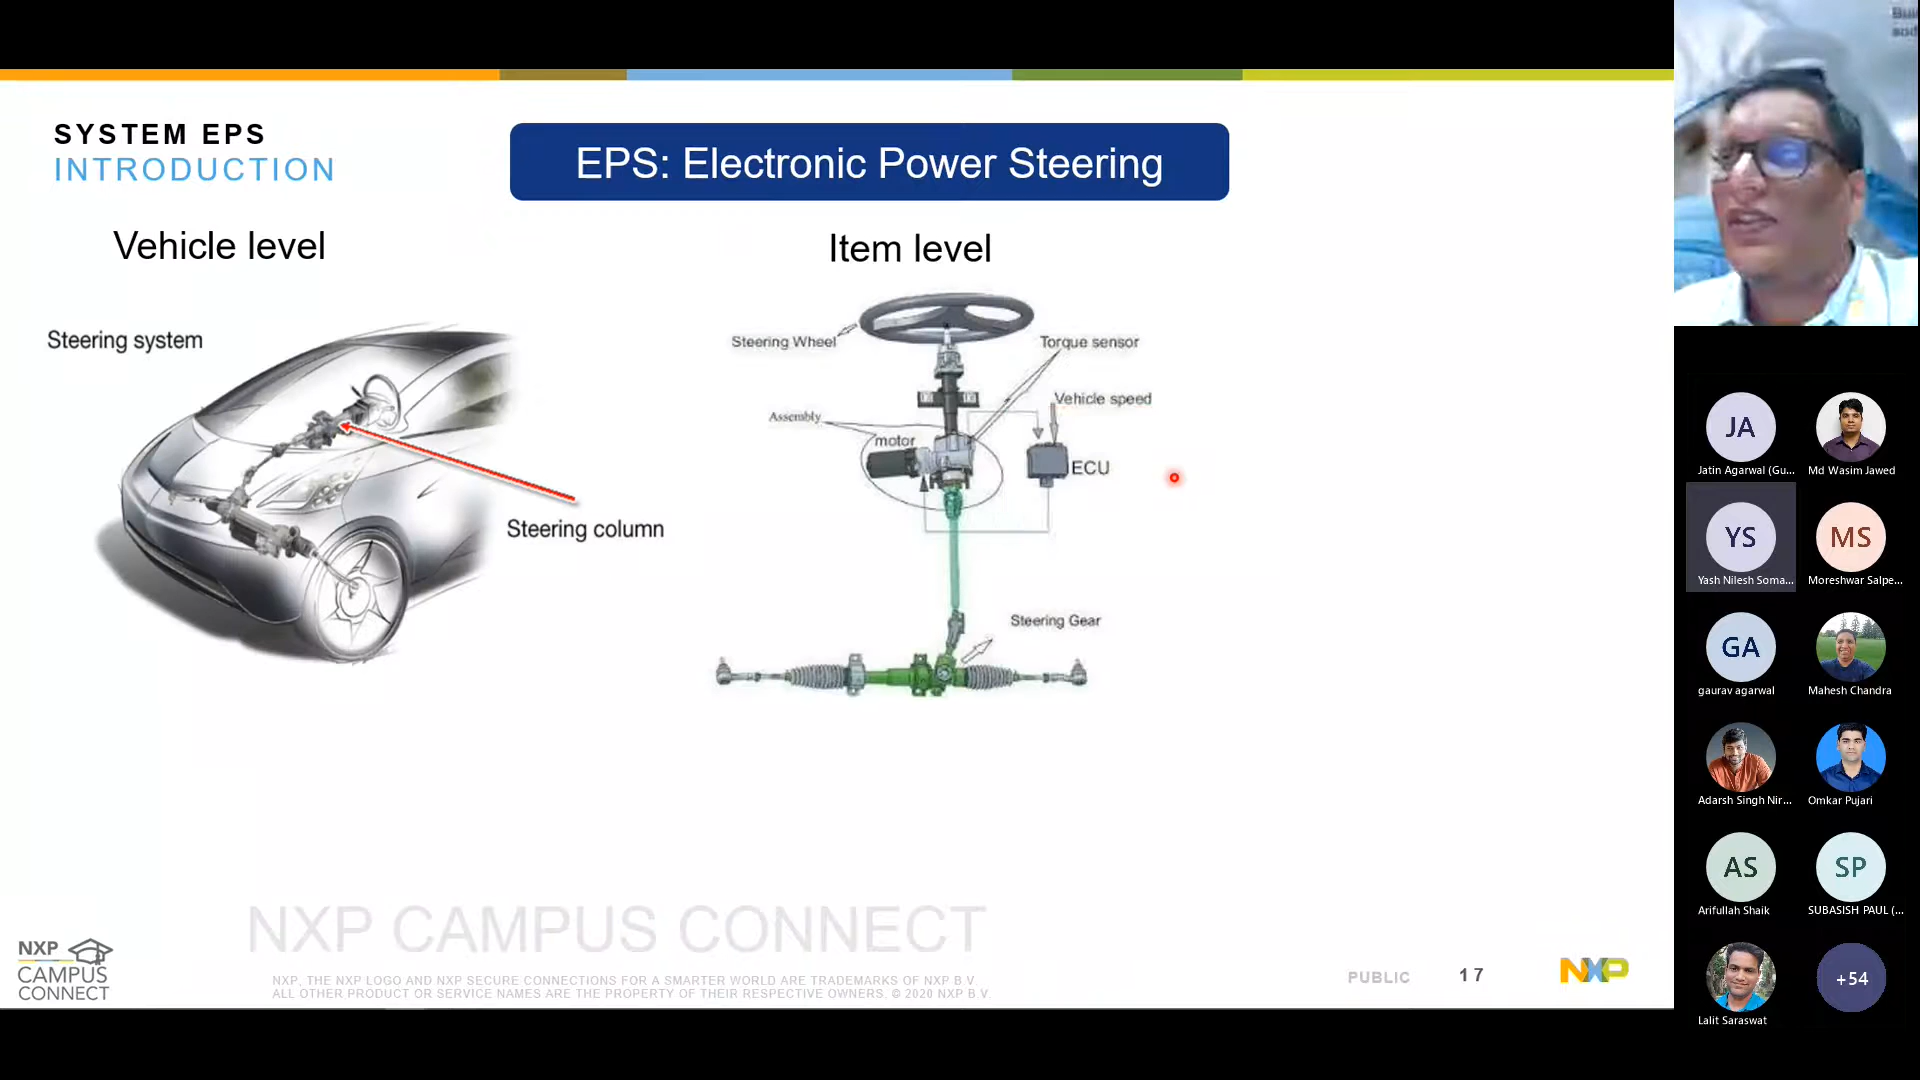 SYSTEM EPS
INTRODUCTION
EPS: Electronic Power Steering
Vehicle level
Item level
Steering system
Steering column
Steering Wheel
Torque sensor
Vehicle speed
Assembly
motor
ECU
Steering Gear
NXP CAMPUS CONNECT
NXP
CAMPUS
CONNECT
NXP, THE NXP LOGO AND NXP SECURE CONNECTIONS FOR A SMARTER WORLD ARE TRADEMARKS OF NXP B.V.
ALL OTHER PRODUCT OR SERVICE NAMES ARE THE PROPERTY OF THEIR RESPECTIVE OWNERS. © 2020 NXP B.V.
PUBLIC
17
NXP
JA
Jatin Agarwal (Gu...
Md Wasim Jawed
YS
Yash Nilesh Soma...
MS
Moreshwar Salpe...
GA
gaurav agarwal
Mahesh Chandra
Adarsh Singh Nir...
Omkar Pujari
AS
Arifullah Shaik
SP
SUBASISH PAUL (...
Lalit Saraswat
+54